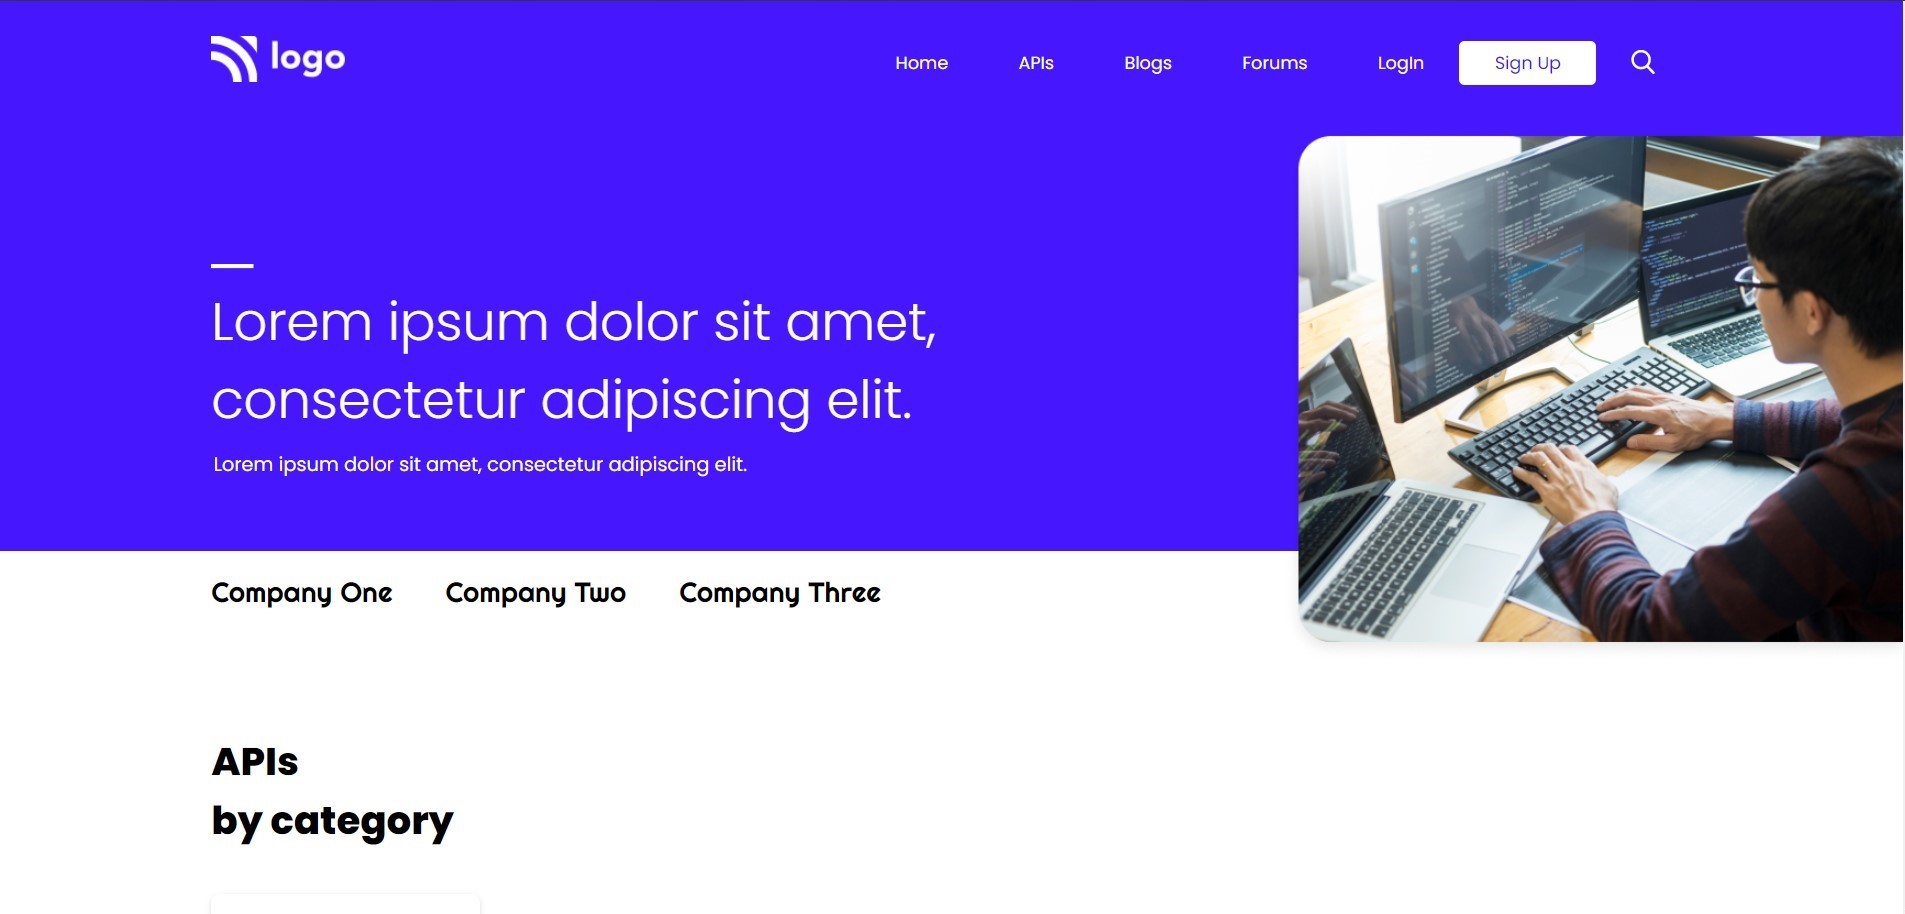 logo
Home APIs Blogs Forums LogIn Sign Up
Lorem ipsum dolor sit amet,
consectetur adipiscing elit.
Lorem ipsum dolor sit amet, consectetur adipiscing elit.
Company One Company Two Company Three
APIs
by category